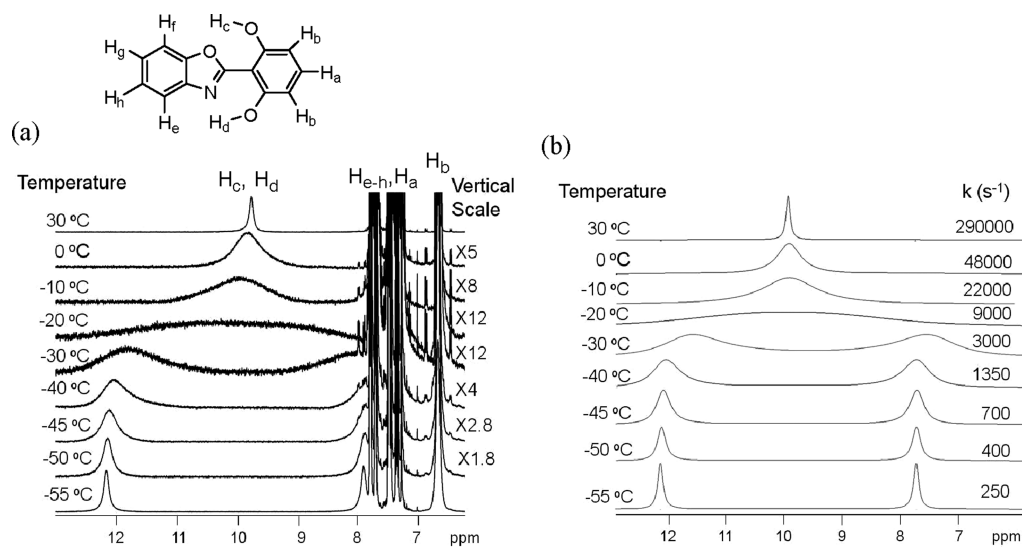 Hf
Hc O Hb
Hg O
Ha
N
Hh O Hb
He Hd
(a)
(b)
Temperature Hc, Hd He-h,Ha Hb Vertical Scale
30 ºC
0 ºC X5
-10 ºC X8
-20 ºC X12
-30 ºC X12
-40 ºC X4
-45 ºC X2.8
-50 ºC X1.8
-55 ºC
12 11 10 9 8 7 ppm
Temperature k (s-1)
30 ºC 290000
0 ºC 48000
-10 ºC 22000
-20 ºC 9000
-30 ºC 3000
-40 ºC 1350
-45 ºC 700
-50 ºC 400
-55 ºC 250
12 11 10 9 8 7 ppm